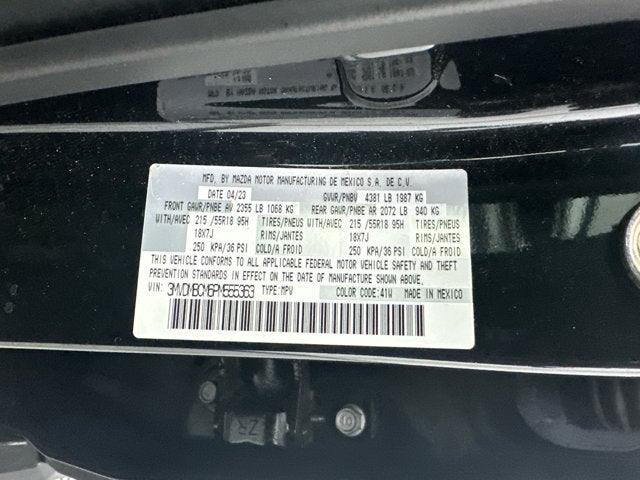 MFD. BY MAZDA MOTOR MANUFACTURING DE MEXICO S.A. DE C.V.
DATE 04/23 GVWR/PNBV 4381 LB 1987 KG
FRONT GAWR/PNBE AV 2355 LB 1068 KG REAR GAWR/PNBE AR 2072 LB 940 KG
WITH/AVEC 215 /55R18 95H TIRES/PNEUS WITH/AVEC 215 /55R18 95H TIRES/PNEUS
18X7J RIMS/JANTES 18X7J RIMS/JANTES
250 KPA/36 PSI COLD/A FROID 250 KPA/36 PSI COLD/A FROID
THIS VEHICLE CONFORMS TO ALL APPLICABLE FEDERAL MOTOR VEHICLE SAFETY AND THEFT
PREVENTION STANDARDS IN EFFECT ON THE DATE OF MANUFACTURE SHOWN ABOVE.
VIN: 3MVDMBCM6PM555363 TYPE: MPV COLOR CODE: 41W MADE IN MEXICO
ZR